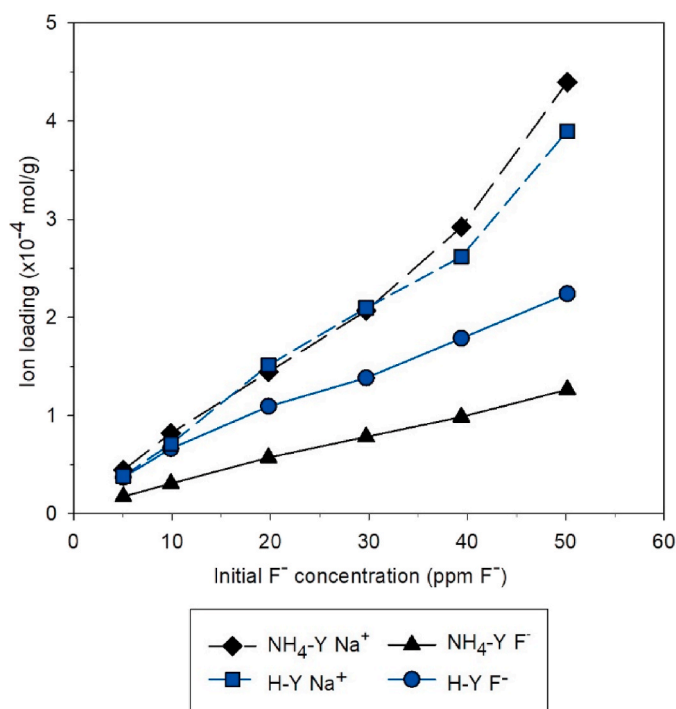 Ion loading (x10⁻⁴ mol/g)
5
4
3
2
1
0
0 10 20 30 40 50 60
Initial F⁻ concentration (ppm F⁻)
NH₄-Y Na⁺ NH₄-Y F⁻
H-Y Na⁺ H-Y F⁻